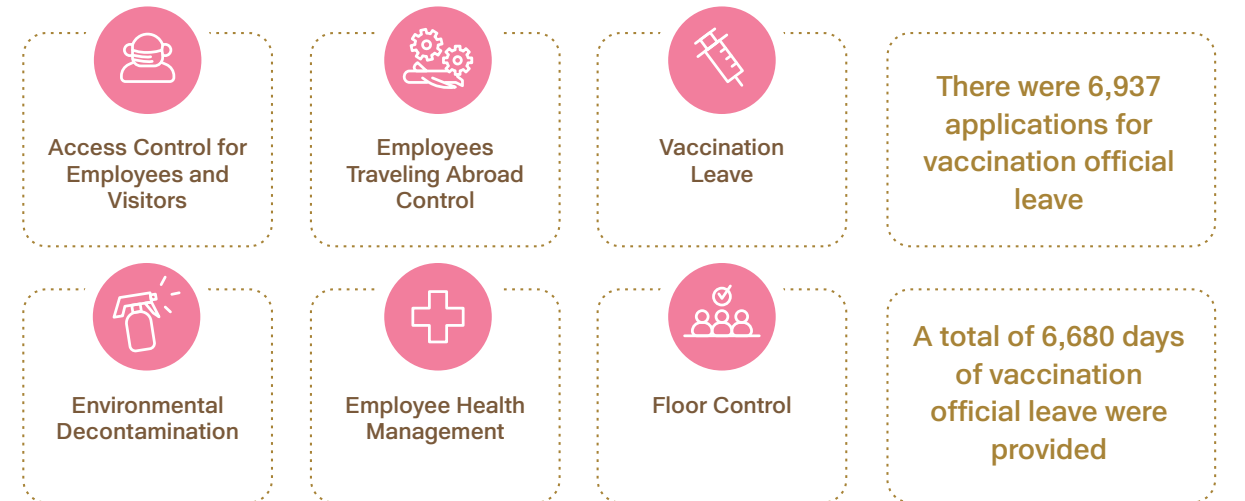 Access Control for
Employees and
Visitors
Employees
Traveling Abroad
Control
Vaccination
Leave
There were 6,937
applications for
vaccination official
leave
Environmental
Decontamination
Employee Health
Management
Floor Control
A total of 6,680 days
of vaccination
official leave were
provided